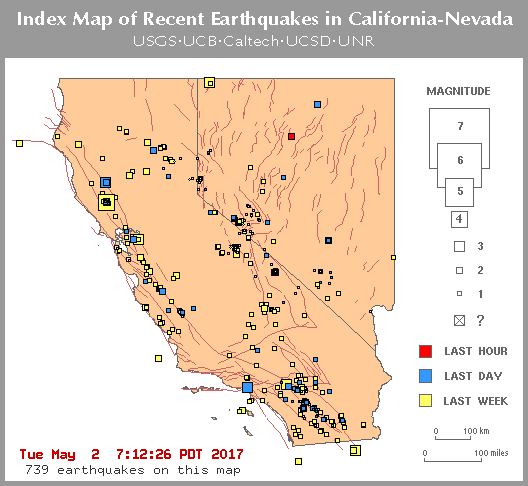 Index Map of Recent Earthquakes in California-Nevada
USGS·UCB·Caltech·UCSD·UNR
MAGNITUDE
7
6
5
4
3
2
1
?
LAST HOUR
LAST DAY
LAST WEEK
0 100 km
0 100 miles
Tue May 2 7:12:26 PDT 2017
739 earthquakes on this map